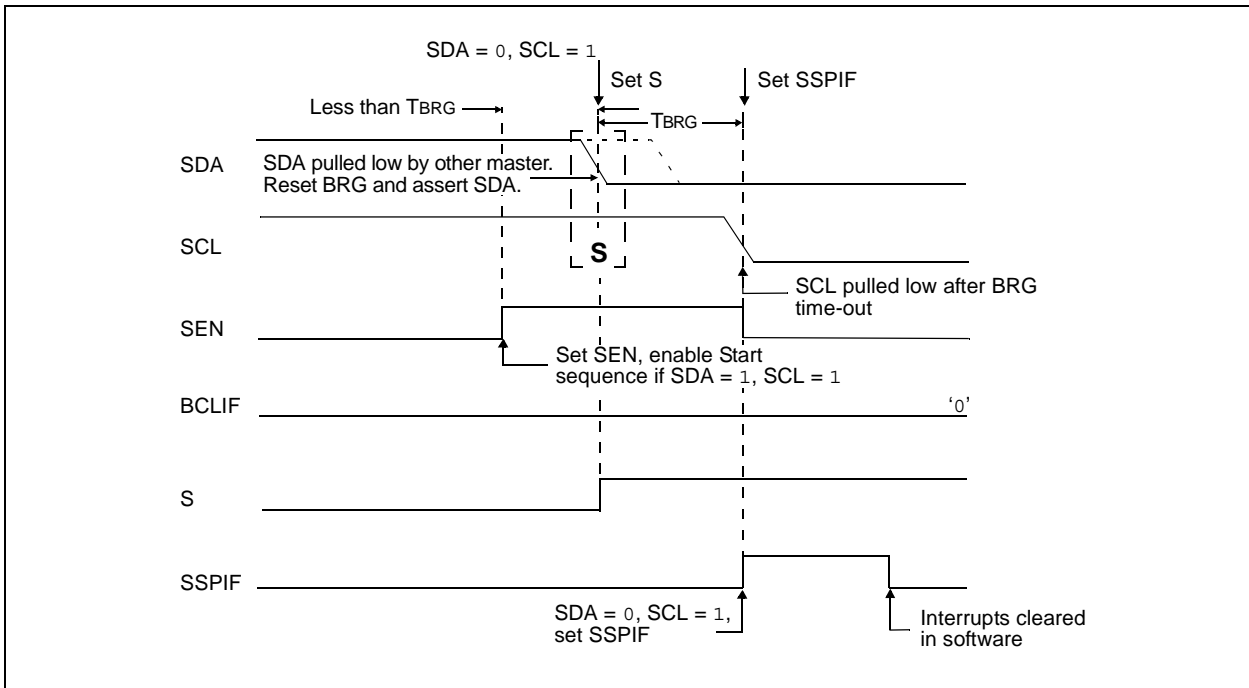 SDA = 0, SCL = 1
Set S
Set SSPIF
Less than TBRG
TBRG
SDA
SDA pulled low by other master.
Reset BRG and assert SDA.
SCL
S
SCL pulled low after BRG
time-out
SEN
Set SEN, enable Start
sequence if SDA = 1, SCL = 1
BCLIF
‘0’
S
SSPIF
SDA = 0, SCL = 1,
set SSPIF
Interrupts cleared
in software